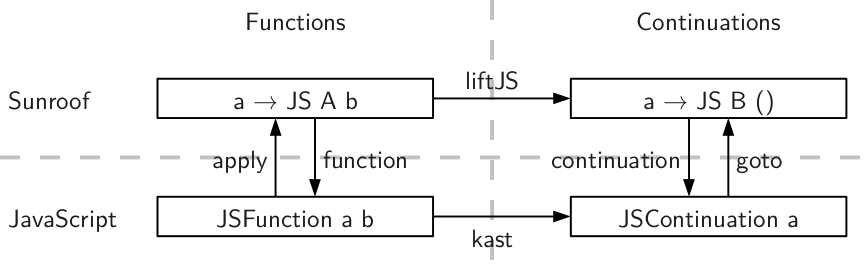 Functions Continuations
liftJS
Sunroof a → JS A b a → JS B ()
apply function continuation goto
JavaScript JSFunction a b JSContinuation a
kast